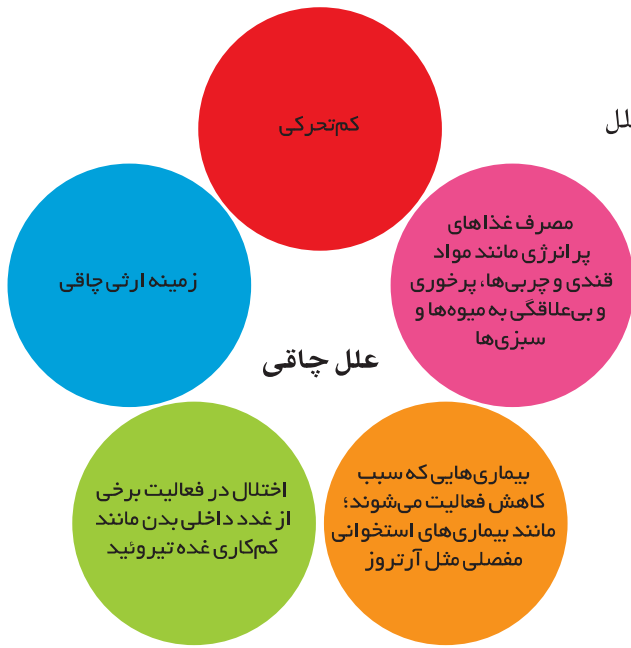 کم‌تحرکی
مصرف غذاهای
پرانرژی مانند مواد
قندی و چربی‌ها، پرخوری
و بی‌علاقگی به میوه‌ها و
سبزی‌ها
زمینه ارثی چاقی
علل چاقی
بیماری‌هایی که سبب
کاهش فعالیت می‌شوند؛
مانند بیماری‌های استخوانی
مفصلی مثل آرتروز
اختلال در فعالیت برخی
از غدد داخلی بدن مانند
کم‌کاری غده تیروئید